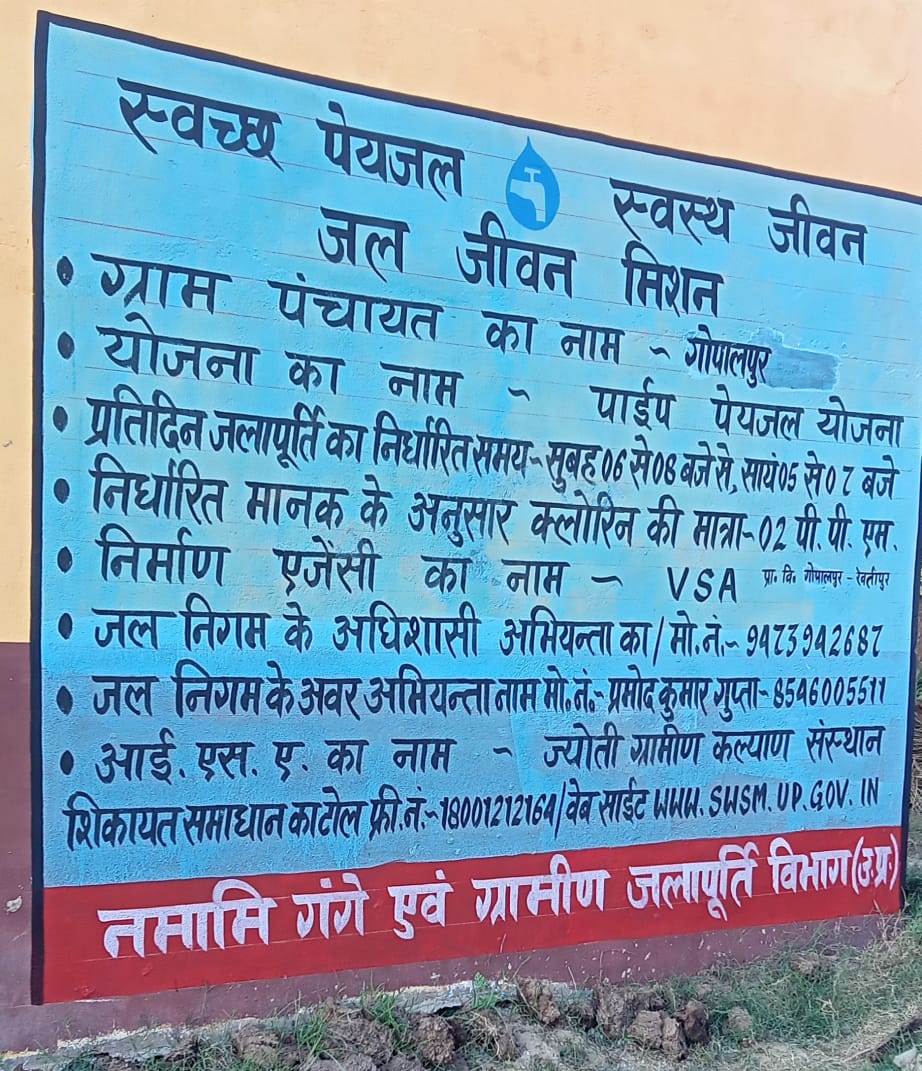 स्वच्छ पेयजल स्वस्थ जीवन
जल जीवन मिशन
• ग्राम पंचायत का नाम ~ गोपालपुर
• योजना का नाम ~ पाईप पेयजल योजना
• प्रतिदिन जलापूर्ति का निर्धारित समय~ सुबह 06 से 08 बजे से, सायं 05 से 07 बजे
• निर्धारित मानक के अनुसार क्लोरिन की मात्रा~ 02 पी. पी. एम.
• निर्माण एजेंसी का नाम ~ VSA प्रा॰ वि॰ गोपालपुर - रेवतीपुर
• जल निगम के अधिशासी अभियन्ता का/ मो.नं.~ 9473942687
• जल निगम के अवर अभियन्ता नाम मो.नं.~ प्रमोद कुमार गुप्ता~ 8546005511
• आई. एस. ए. का नाम ~ ज्योती ग्रामीण कल्याण संस्थान
शिकायत समाधान का टोल फ्री.नं.~ 18001212164/ वेब साईट WWW. SWSM. UP. GOV. IN
नमामि गंगे एवं ग्रामीण जलापूर्ति विभाग (उ.प्र.)